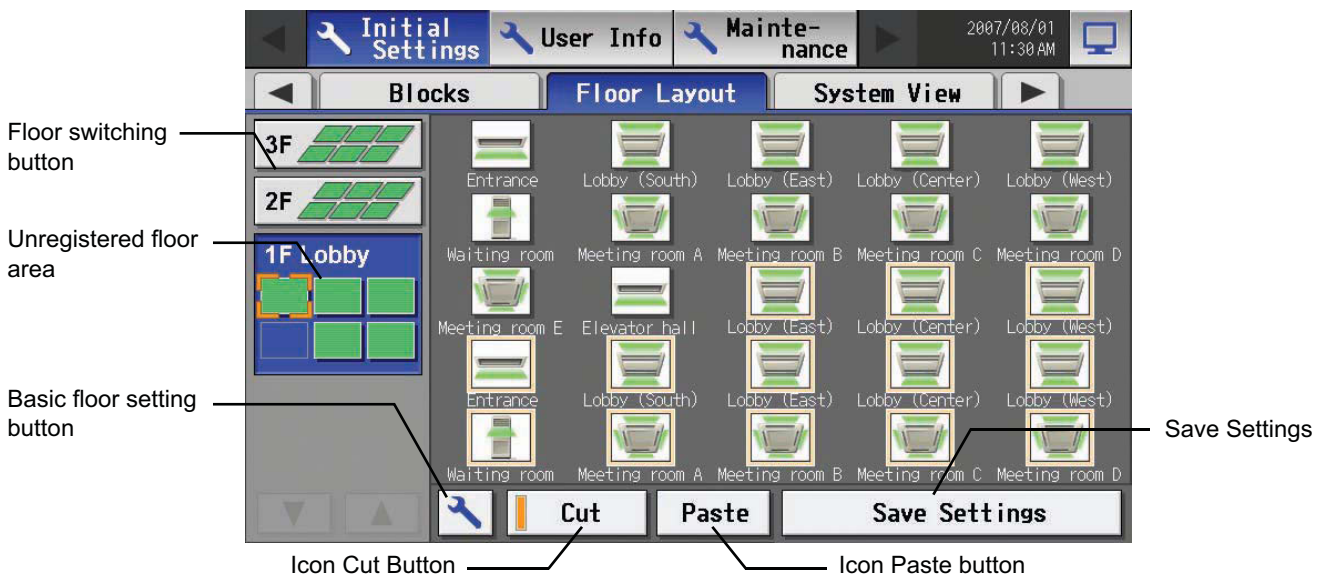 Initial
Settings
User Info
Mainte-
nance
2007/08/01
11:30 AM
Blocks
Floor Layout
System View
Floor switching
button
3F
2F
Unregistered floor
area
1F Lobby
Basic floor setting
button
Entrance
Lobby (South)
Lobby (East)
Lobby (Center)
Lobby (West)
Waiting room
Meeting room A
Meeting room B
Meeting room C
Meeting room D
Meeting room E
Elevator hall
Lobby (East)
Lobby (Center)
Lobby (West)
Entrance
Lobby (South)
Lobby (East)
Lobby (Center)
Lobby (West)
Waiting room
Meeting room A
Meeting room B
Meeting room C
Meeting room D
Save Settings
Cut
Paste
Save Settings
Icon Cut Button
Icon Paste button